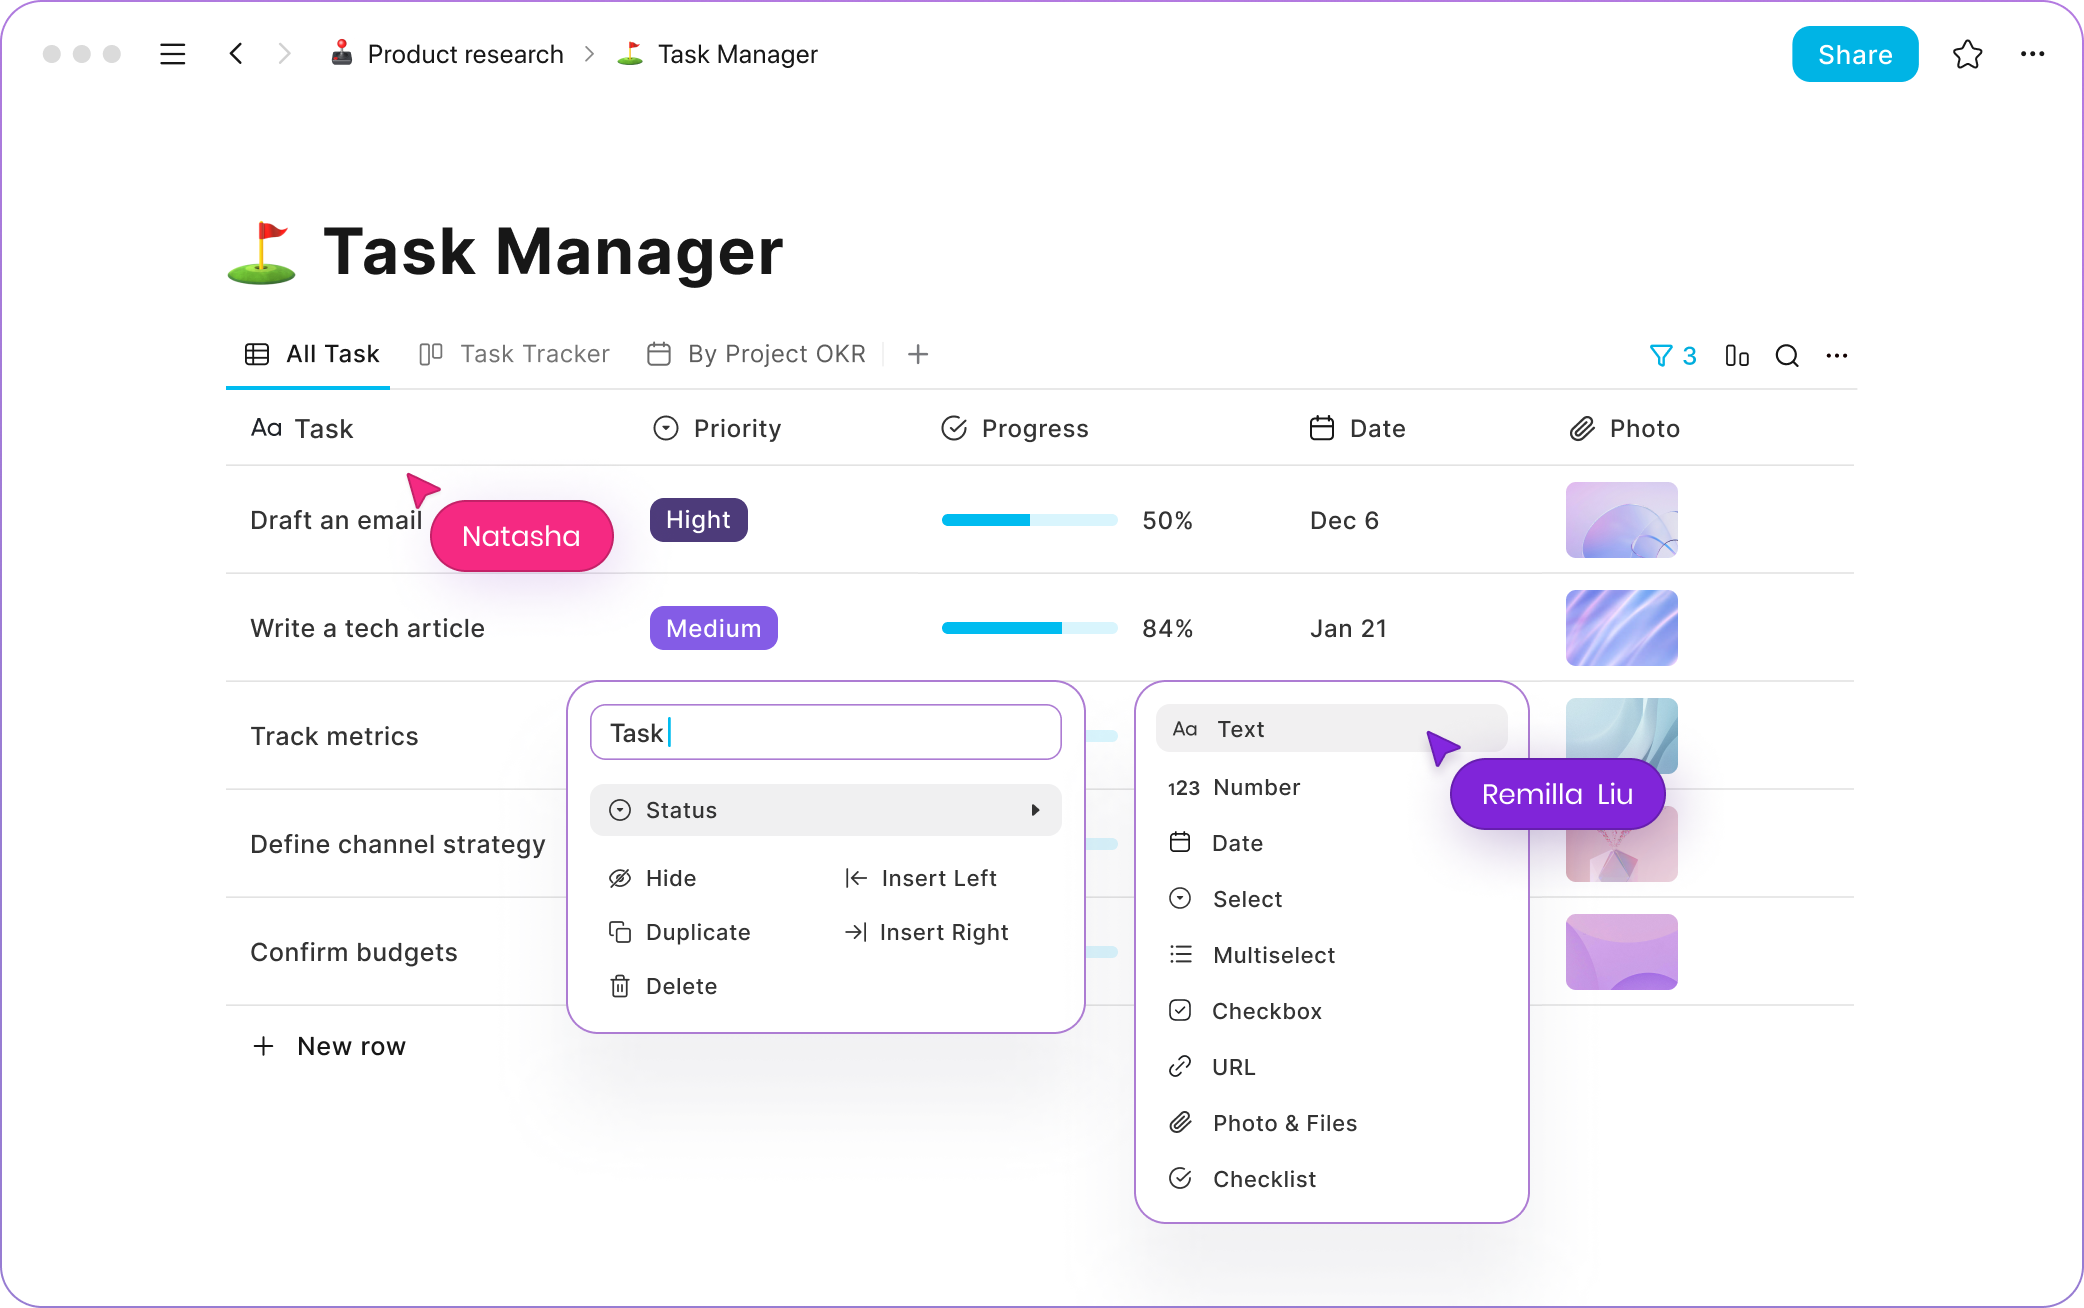 Product research > Task Manager
Share
Task Manager
All Task
Task Tracker
By Project OKR
3
Aa Task
Priority
Progress
Date
Photo
Draft an email
Natasha
Hight
50%
Dec 6
Write a tech article
Medium
84%
Jan 21
Track metrics
Define channel strategy
Confirm budgets
+ New row
Task
Status
Hide
Insert Left
Duplicate
Insert Right
Delete
Aa Text
Remilla Liu
123 Number
Date
Select
Multiselect
Checkbox
URL
Photo & Files
Checklist